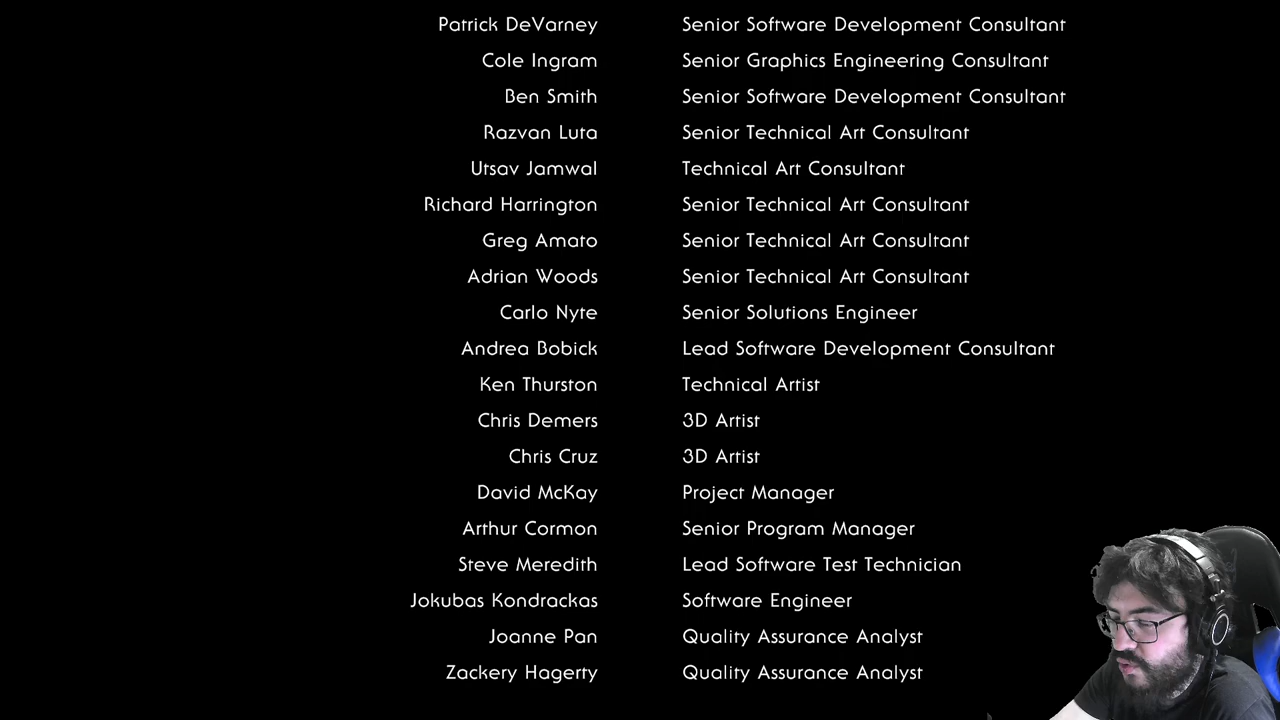 Patrick DeVarney Senior Software Development Consultant
Cole Ingram Senior Graphics Engineering Consultant
Ben Smith Senior Software Development Consultant
Razvan Luta Senior Technical Art Consultant
Utsav Jamwal Technical Art Consultant
Richard Harrington Senior Technical Art Consultant
Greg Amato Senior Technical Art Consultant
Adrian Woods Senior Technical Art Consultant
Carlo Nyte Senior Solutions Engineer
Andrea Bobick Lead Software Development Consultant
Ken Thurston Technical Artist
Chris Demers 3D Artist
Chris Cruz 3D Artist
David McKay Project Manager
Arthur Cormon Senior Program Manager
Steve Meredith Lead Software Test Technician
Jokubas Kondrackas Software Engineer
Joanne Pan Quality Assurance Analyst
Zackery Hagerty Quality Assurance Analyst